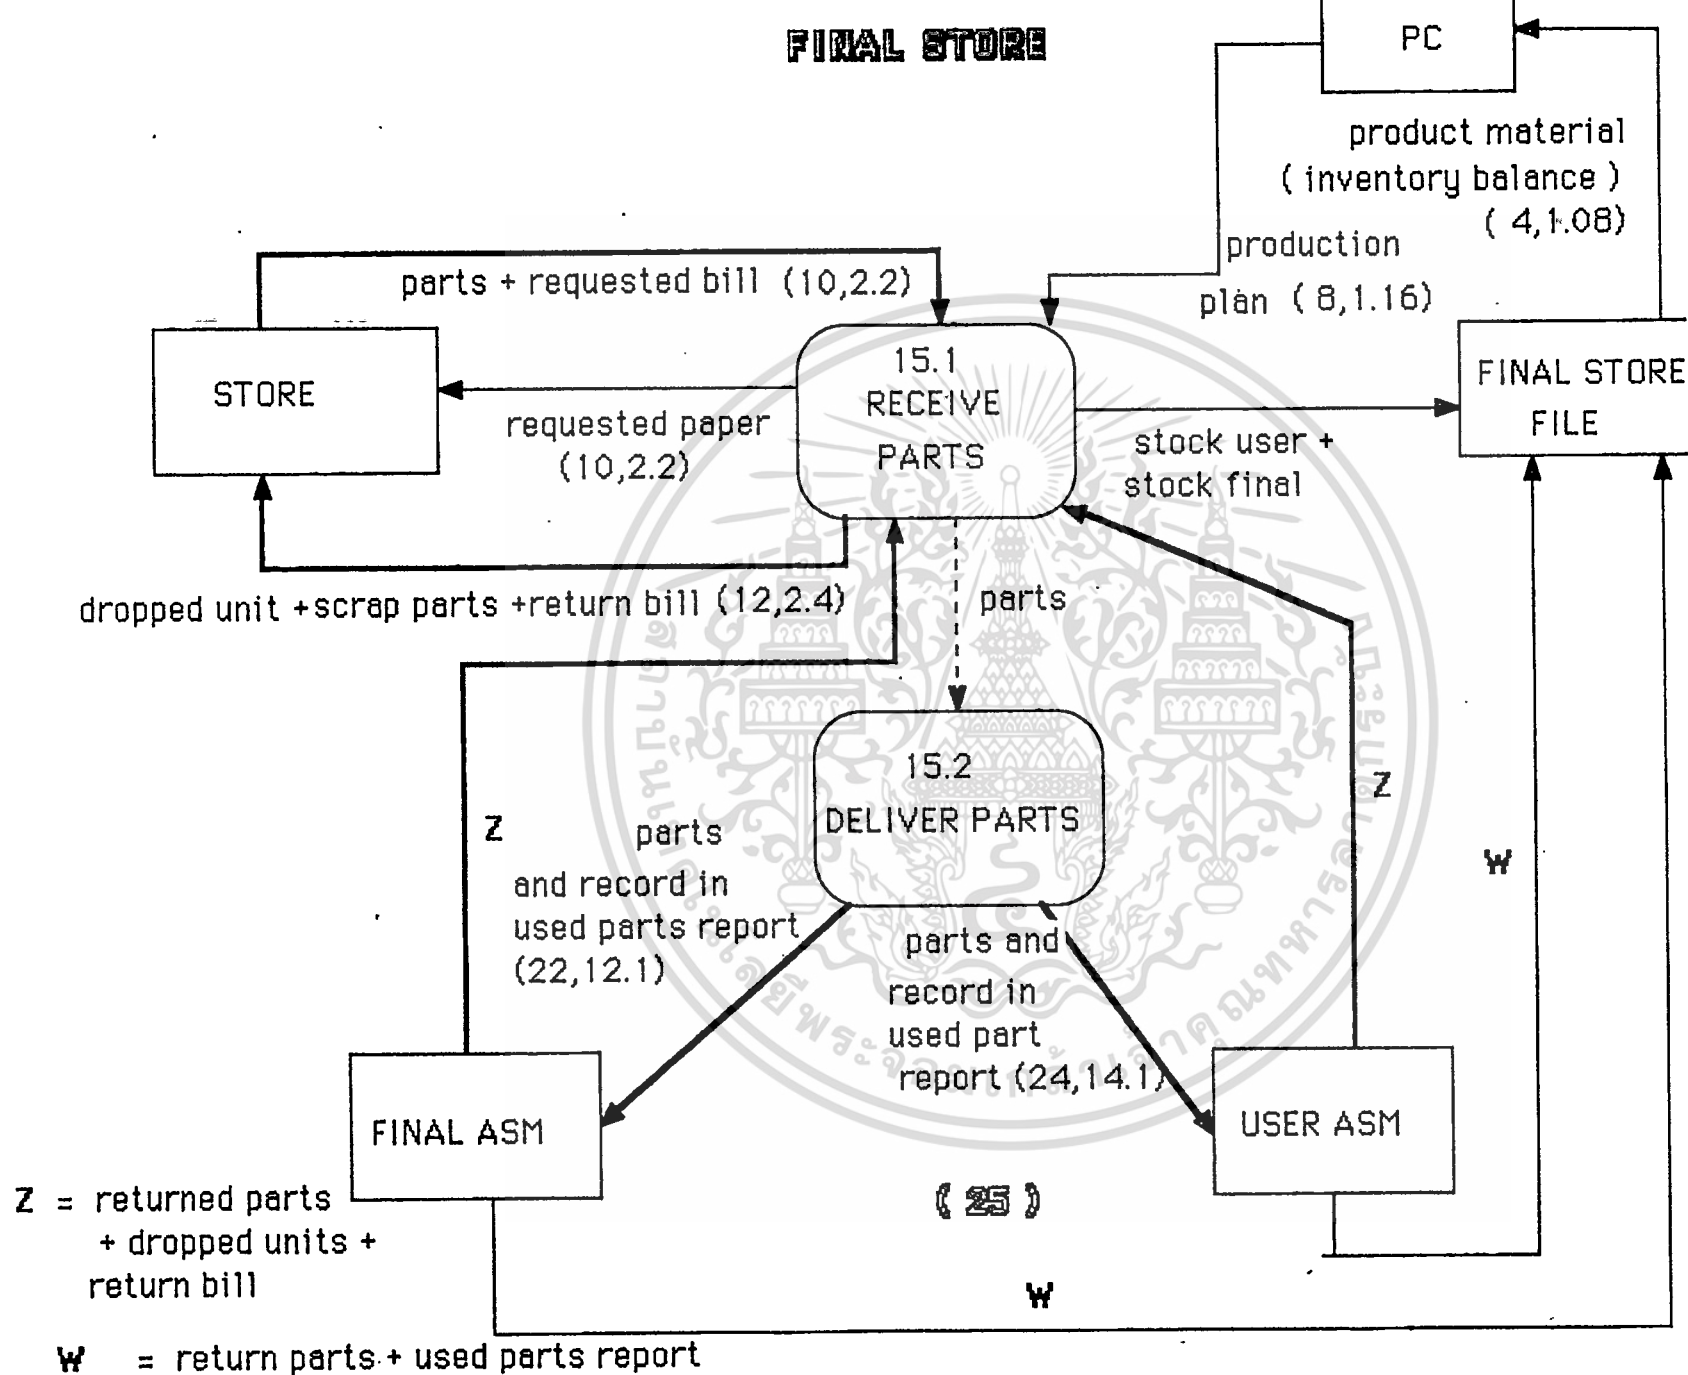 FINAL STORE
PC
product material
( inventory balance )
( 4,1.08)
production
plan ( 8,1.16)
parts + requested bill (10,2.2)
STORE
15.1
RECEIVE
PARTS
FINAL STORE
FILE
requested paper
(10,2.2)
stock user +
stock final
dropped unit +scrap parts +return bill (12,2.4)
parts
15.2
DELIVER PARTS
Z
Z
W
parts
and record in
used parts report
(22,12.1)
parts and
record in
used part
report (24,14.1)
FINAL ASM
USER ASM
( 25 )
Z = returned parts
+ dropped units +
return bill
W
W = return parts + used parts report